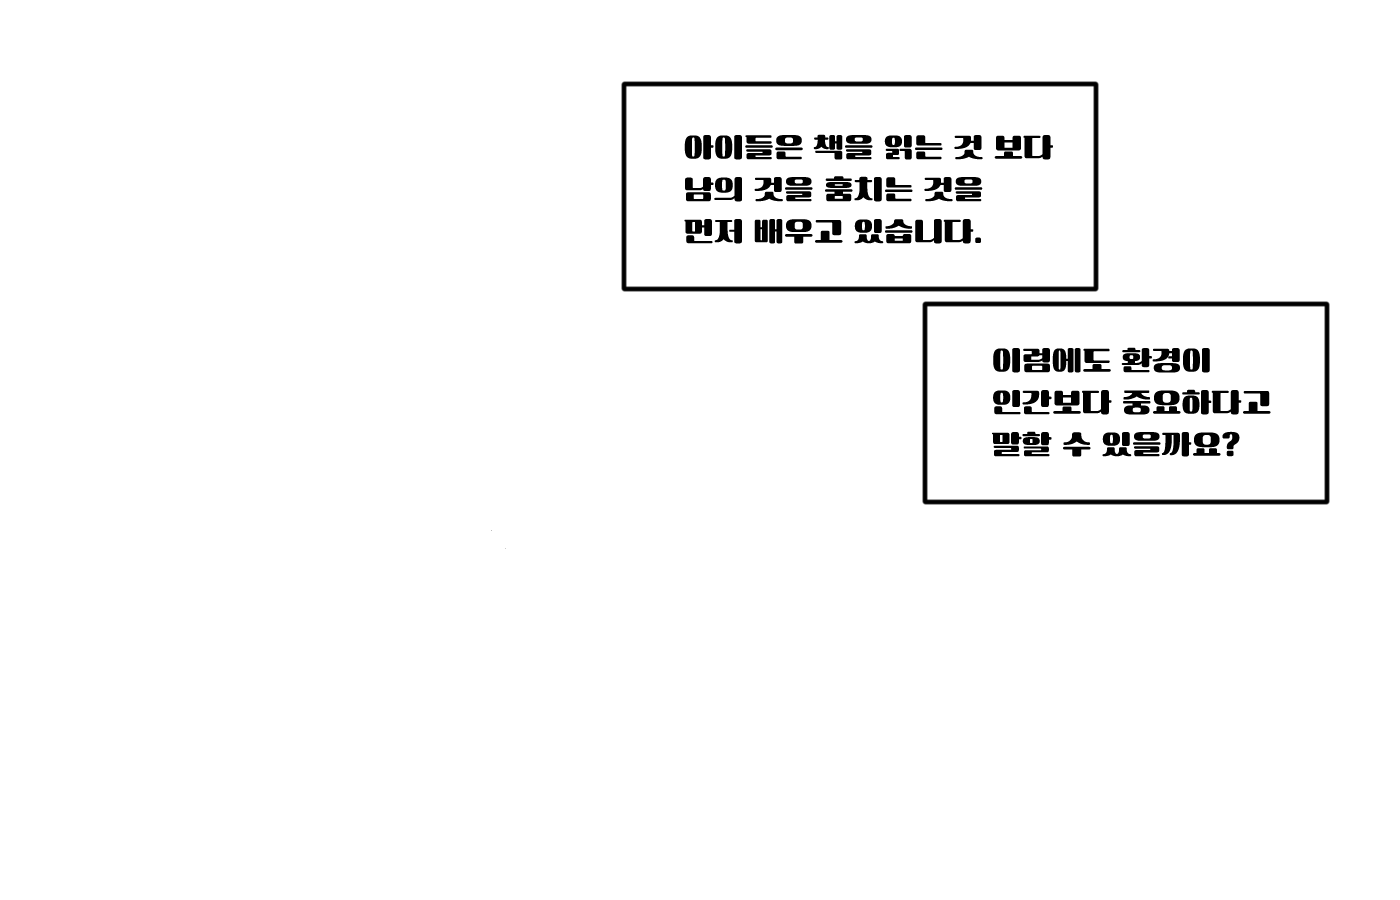 아이들은 책을 읽는 것 보다
남의 것을 훔치는 것을
먼저 배우고 있습니다.
이럼에도 환경이
인간보다 중요하다고
말할 수 있을까요?